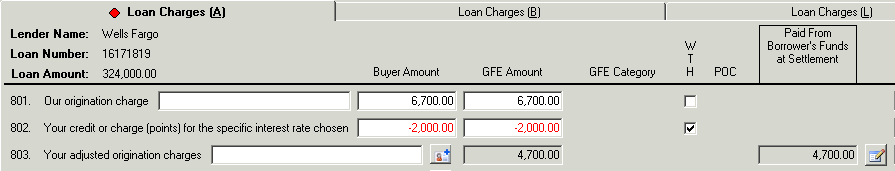 Loan Charges (A) Loan Charges (B) Loan Charges (L)
Lender Name: Wells Fargo
Loan Number: 16171819
Loan Amount: 324,000.00
Buyer Amount GFE Amount GFE Category W T H POC Paid From Borrower's Funds at Settlement
801. Our origination charge 6,700.00 6,700.00
802. Your credit or charge (points) for the specific interest rate chosen -2,000.00 -2,000.00
803. Your adjusted origination charges 4,700.00 4,700.00